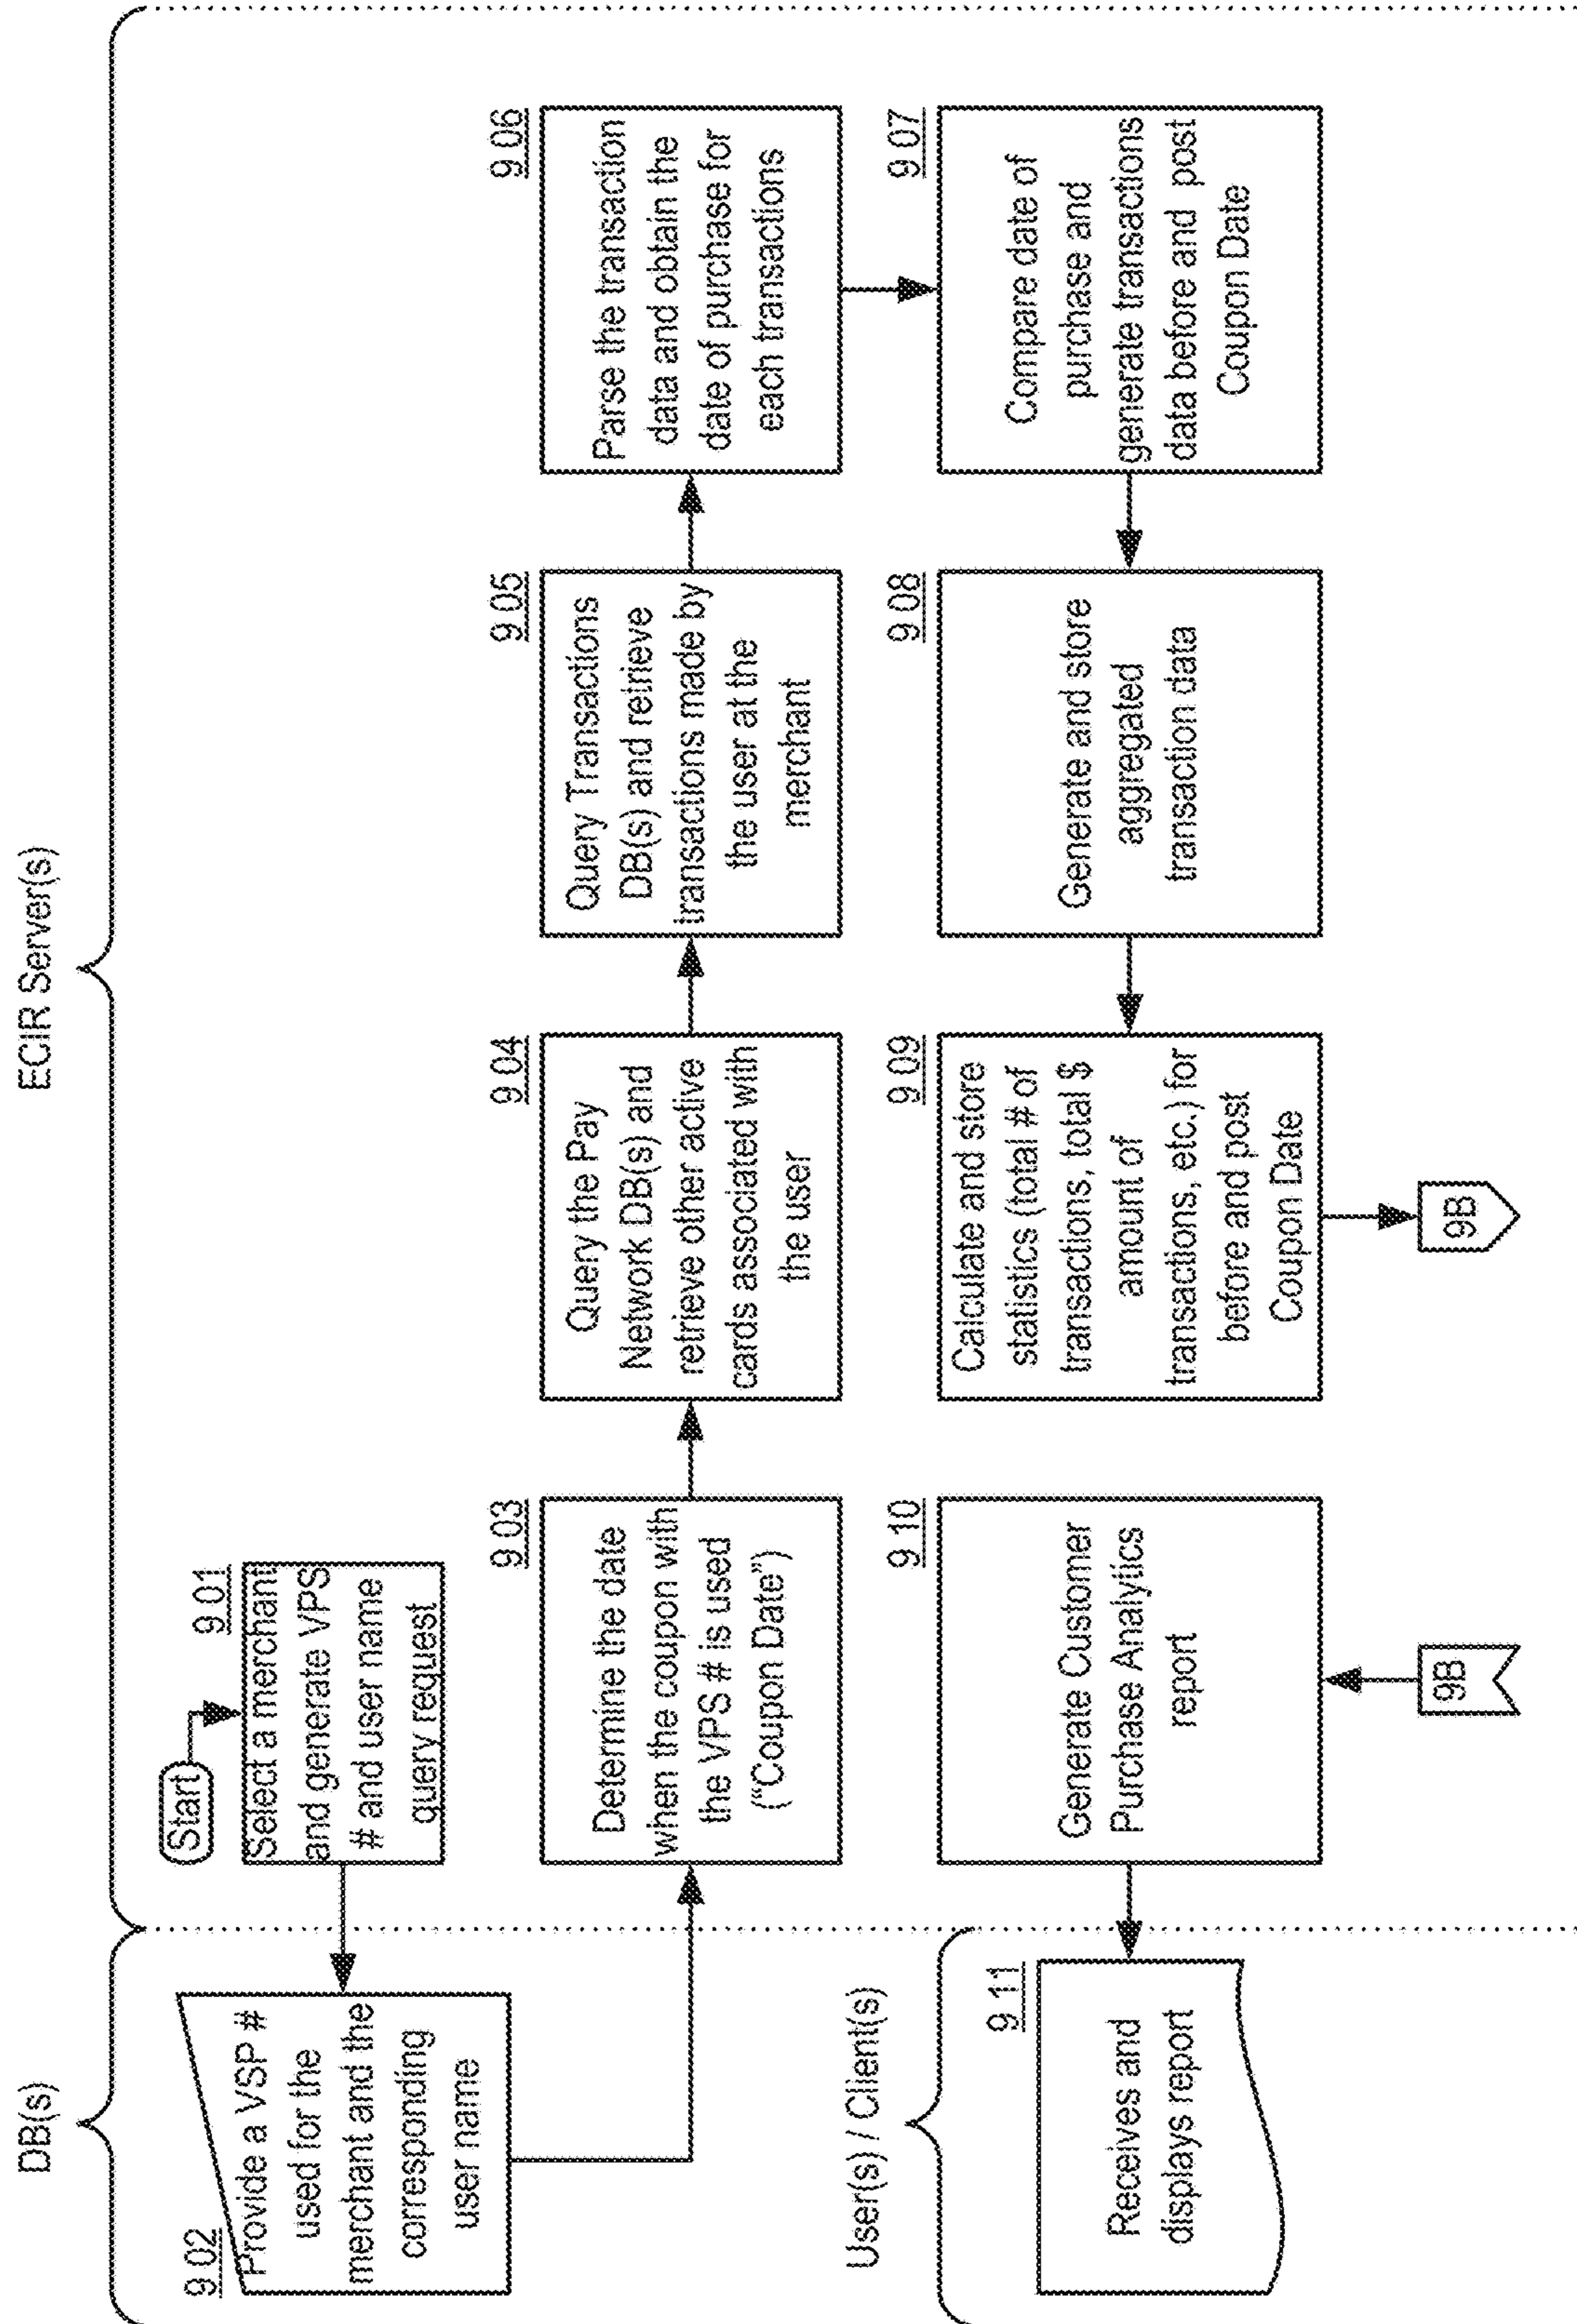 DB(s)
ECIR Server(s)
Start
9 01
Select a merchant
and generate VPS
# and user name
query request
9 02
Provide a VSP #
used for the
merchant and the
corresponding
user name
9 03
Determine the date
when the coupon with
the VPS # is used
(“Coupon Date”)
9 04
Query the Pay
Network DB(s) and
retrieve other active
cards associated with
the user
9 05
Query Transactions
DB(s) and retrieve
transactions made by
the user at the
merchant
9 06
Parse the transaction
data and obtain the
date of purchase for
each transactions
9 07
Compare date of
purchase and
generate transactions
data before and post
Coupon Date
9 08
Generate and store
aggregated
transaction data
9 09
Calculate and store
statistics (total # of
transactions, total $
amount of
transactions, etc.) for
before and post
Coupon Date
9B
9B
9 10
Generate Customer
Purchase Analytics
report
User(s) / Client(s)
9 11
Receives and
displays report